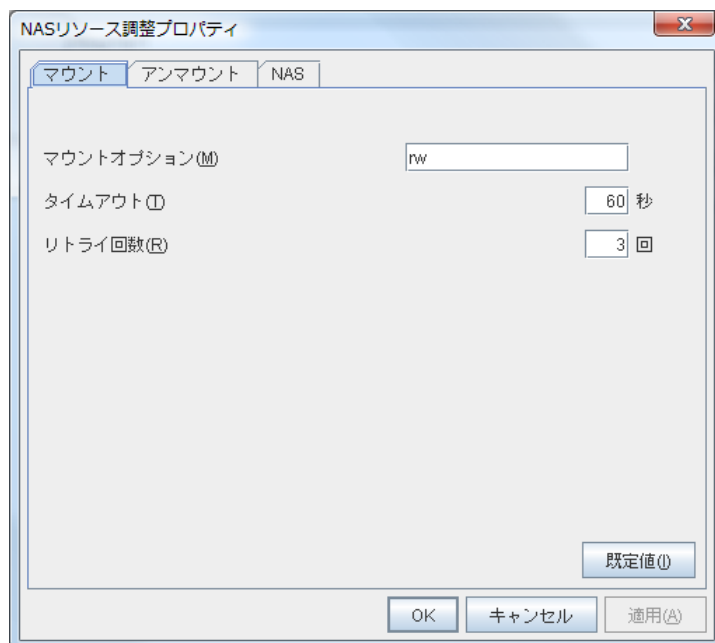 NASリソース調整プロパティ
マウント アンマウント NAS
マウントオプション(M) rw
タイムアウト(T) 60 秒
リトライ回数(R) 3 回
既定値(I)
OK キャンセル 適用(A)